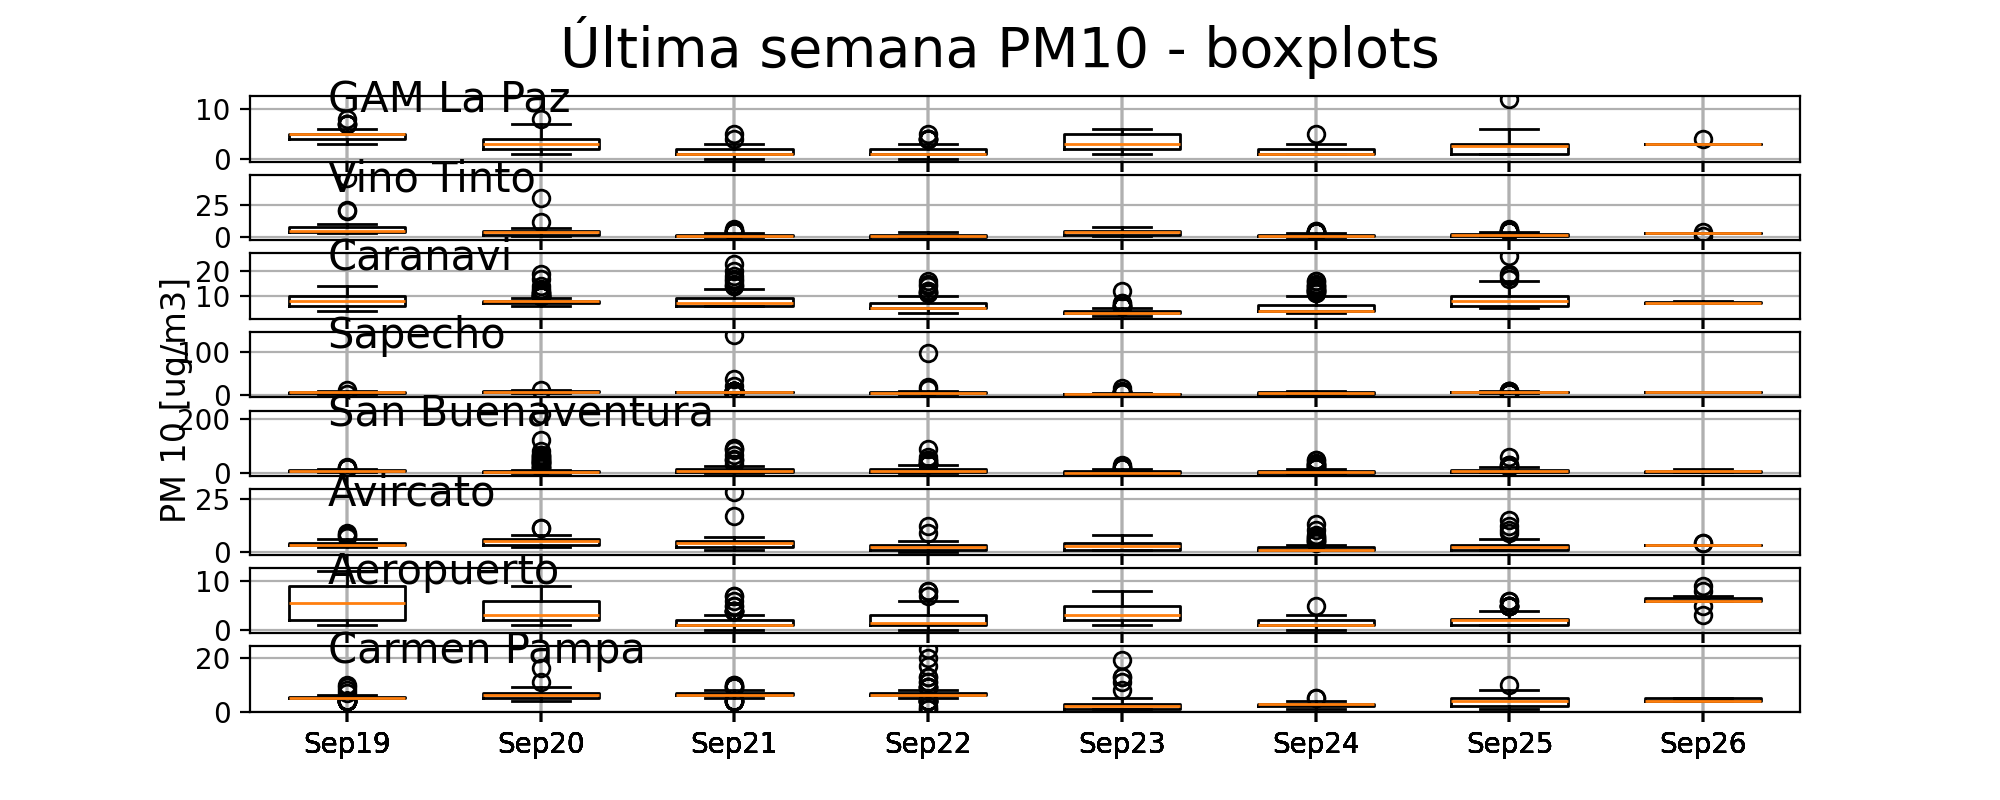 Última semana PM10 - boxplots
GAM La Paz
10
0
Vino Tinto
25
0
Caranavi
20
10
Sapecho
100
0
PM 10 [ug/m3]
San Buenaventura
200
0
Avircato
25
0
Aeropuerto
10
0
Carmen Pampa
20
0
Sep19 Sep20 Sep21 Sep22 Sep23 Sep24 Sep25 Sep26